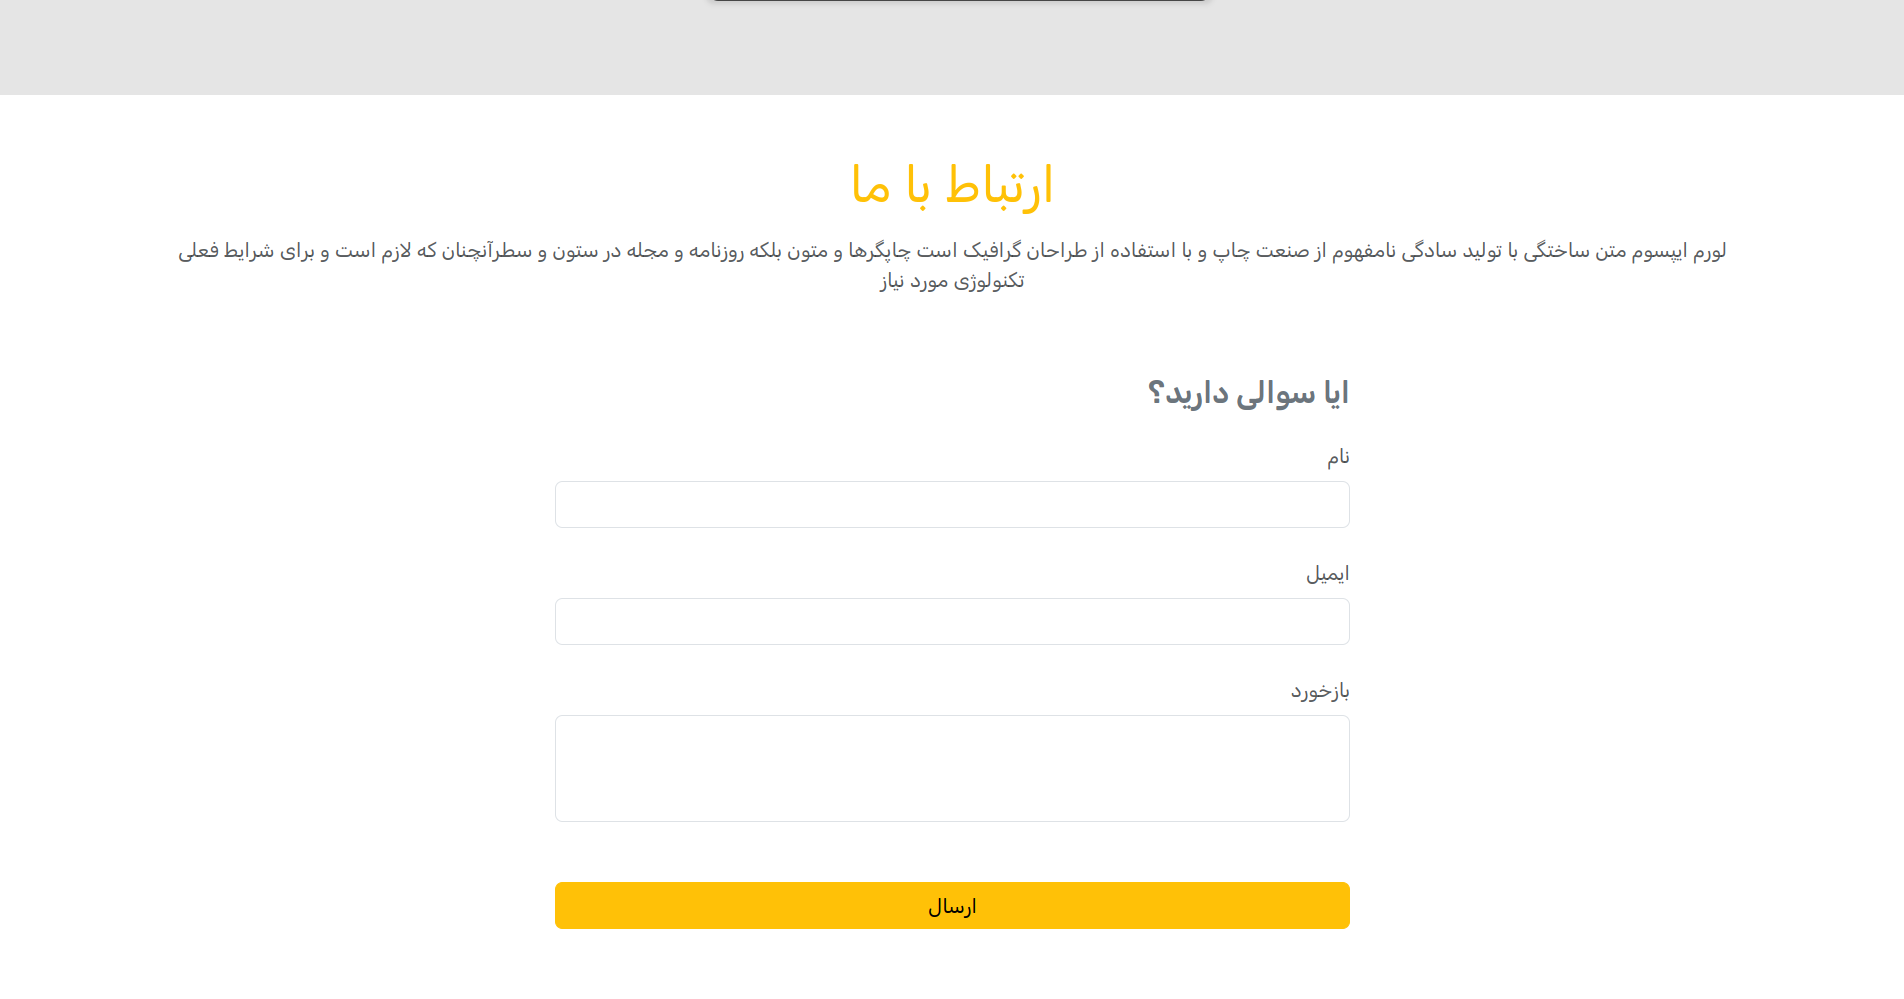 ارتباط با ما
لورم ایپسوم متن ساختگی با تولید سادگی نامفهوم از صنعت چاپ و با استفاده از طراحان گرافیک است چاپگرها و متون بلکه روزنامه و مجله در ستون و سطرآنچنان که لازم است و برای شرایط فعلی
تکنولوژی مورد نیاز
ایا سوالی دارید؟
نام
ایمیل
بازخورد
ارسال